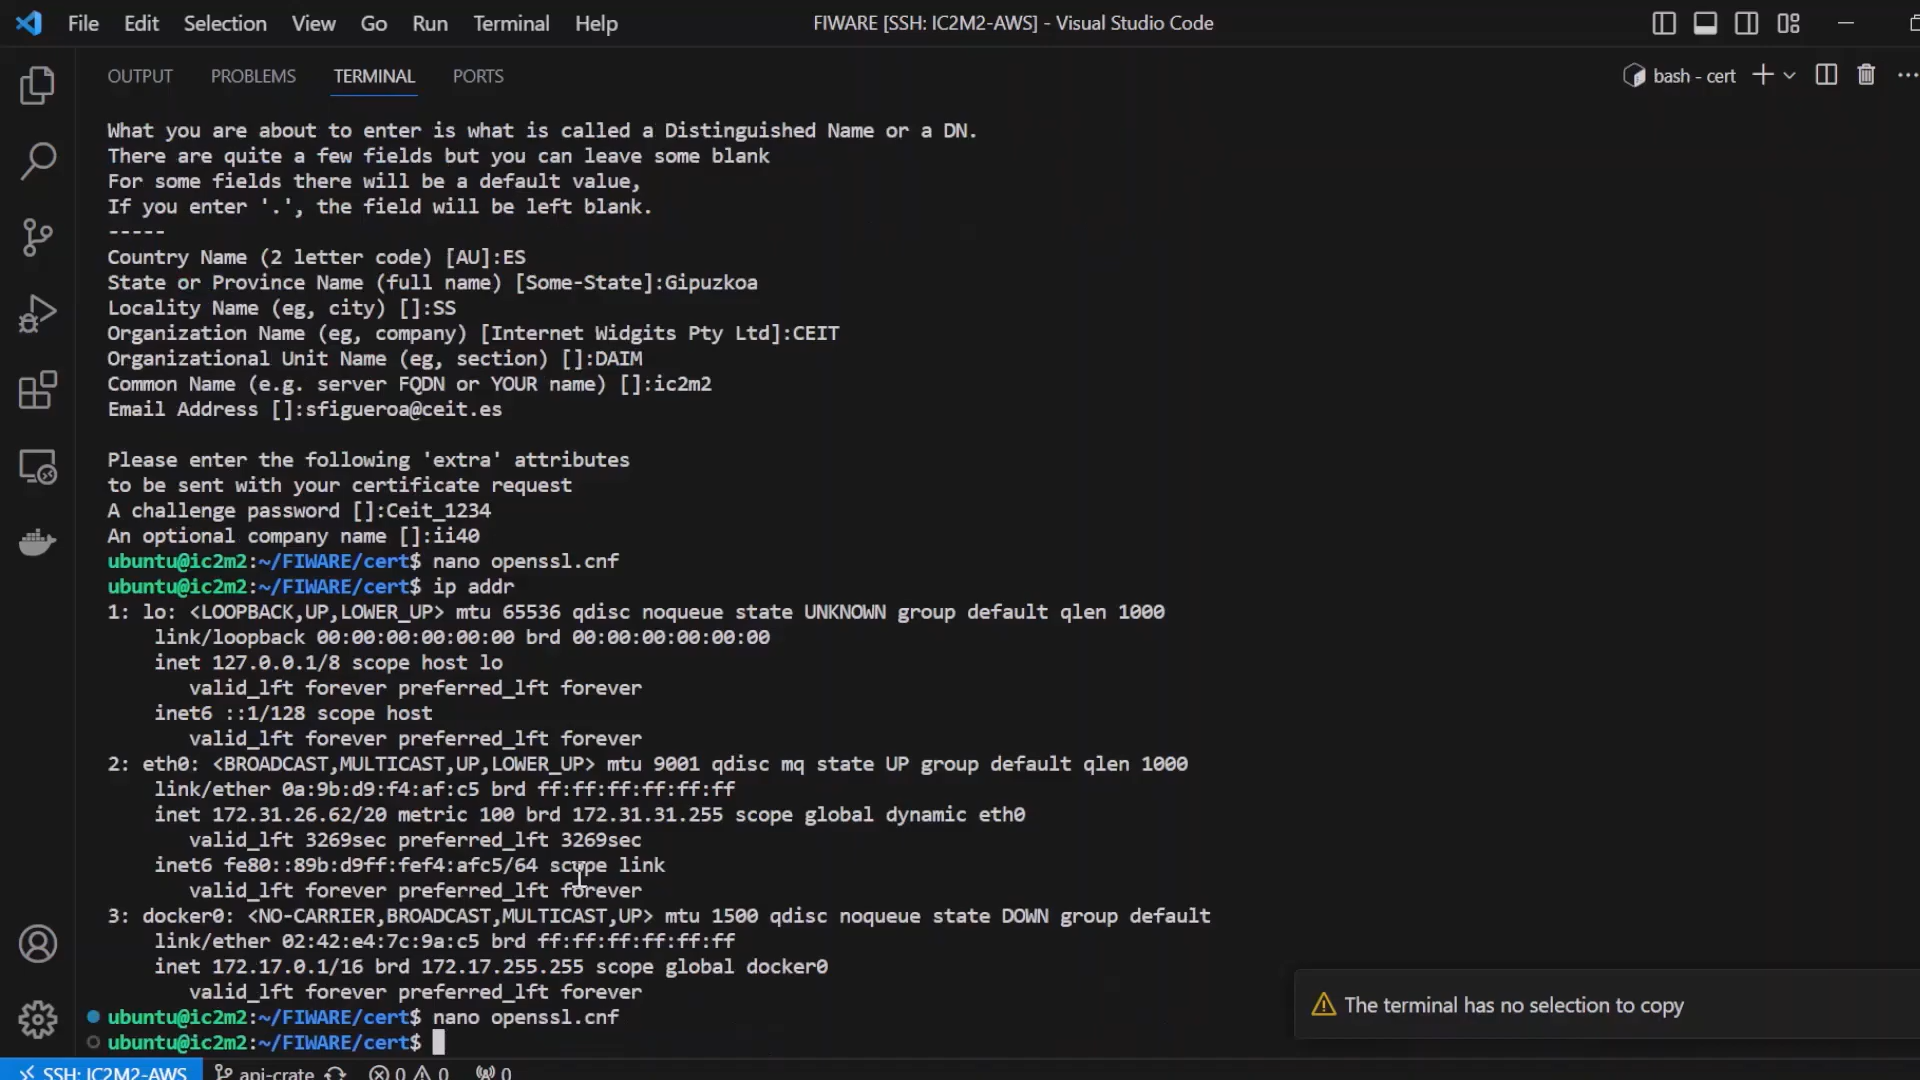 File Edit Selection View Go Run Terminal Help FIWARE [SSH: IC2M2-AWS] - Visual Studio Code
OUTPUT PROBLEMS TERMINAL PORTS bash - cert
What you are about to enter is what is called a Distinguished Name or a DN.
There are quite a few fields but you can leave some blank
For some fields there will be a default value,
If you enter '.', the field will be left blank.
-----
Country Name (2 letter code) [AU]:ES
State or Province Name (full name) [Some-State]:Gipuzkoa
Locality Name (eg, city) []:SS
Organization Name (eg, company) [Internet Widgits Pty Ltd]:CEIT
Organizational Unit Name (eg, section) []:DAIM
Common Name (e.g. server FQDN or YOUR name) []:ic2m2
Email Address []:sfigueroa@ceit.es
Please enter the following 'extra' attributes
to be sent with your certificate request
A challenge password []:Ceit_1234
An optional company name []:ii40
ubuntu@ic2m2:~/FIWARE/cert$ nano openssl.cnf
ubuntu@ic2m2:~/FIWARE/cert$ ip addr
1: lo: <LOOPBACK,UP,LOWER_UP> mtu 65536 qdisc noqueue state UNKNOWN group default qlen 1000
link/loopback 00:00:00:00:00:00 brd 00:00:00:00:00:00
inet 127.0.0.1/8 scope host lo
valid_lft forever preferred_lft forever
inet6 ::1/128 scope host
valid_lft forever preferred_lft forever
2: eth0: <BROADCAST,MULTICAST,UP,LOWER_UP> mtu 9001 qdisc mq state UP group default qlen 1000
link/ether 0a:9b:d9:f4:af:c5 brd ff:ff:ff:ff:ff:ff
inet 172.31.26.62/20 metric 100 brd 172.31.31.255 scope global dynamic eth0
valid_lft 3269sec preferred_lft 3269sec
inet6 fe80::89b:d9ff:fef4:afc5/64 scope link
valid_lft forever preferred_lft forever
3: docker0: <NO-CARRIER,BROADCAST,MULTICAST,UP> mtu 1500 qdisc noqueue state DOWN group default
link/ether 02:42:e4:7c:9a:c5 brd ff:ff:ff:ff:ff:ff
inet 172.17.0.1/16 brd 172.17.255.255 scope global docker0
valid_lft forever preferred_lft forever
ubuntu@ic2m2:~/FIWARE/cert$ nano openssl.cnf
ubuntu@ic2m2:~/FIWARE/cert$
The terminal has no selection to copy
SSH: IC2M2-AWS api-crate 0 0 0